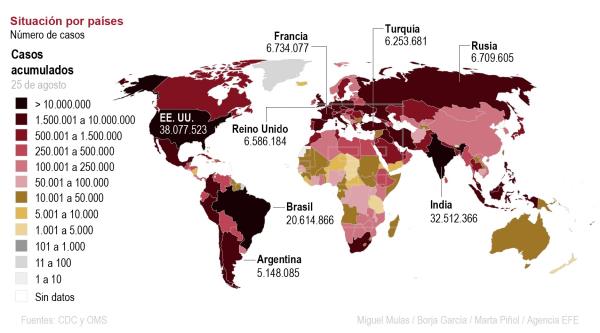 Situación por países
Número de casos
Casos
acumulados
25 de agosto
> 10.000.000
1.500.001 a 10.000.000
500.001 a 1.500.000
250.001 a 500.000
100.001 a 250.000
50.001 a 100.000
10.001 a 50.000
5.001 a 10.000
1.001 a 5.000
101 a 1.000
11 a 100
1 a 10
Sin datos
Francia
6.734.077
Turquía
6.253.681
Rusia
6.709.605
EE. UU.
38.077.523
Reino Unido
6.586.184
Brasil
20.614.866
India
32.512.366
Argentina
5.148.085
Fuentes: CDC y OMS
Miguel Mulas / Borja García / Marta Piñol / Agencia EFE